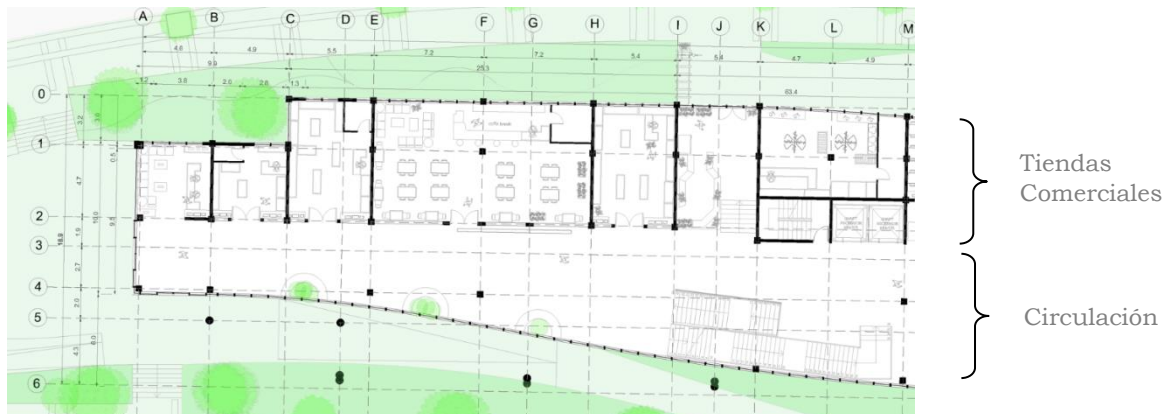 A B C D E F G H I J K L M
4.6 4.9 5.5 7.2 7.2 5.4 5.4 4.7 4.9
9.9 25.3 83.4
1.2 3.8 2.0 2.8 1.3
0
1
2
3
4
5
6
3.2
4.7
1.9
2.7
2.0
4.3
18.8
6.0
coffe break
Tiendas
Comerciales
Circulación